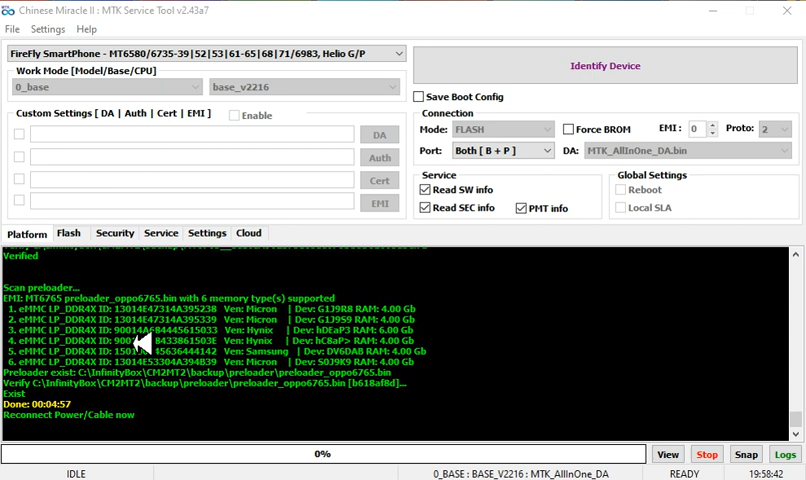 Chinese Miracle II : MTK Service Tool v2.43a7
File Settings Help
FireFly SmartPhone - MT6580/6735-39|52|53|61-65|68|71/6983, Helio G/P
Identify Device
Work Mode [Model/Base/CPU]
0_base base_v2216
Save Boot Config
Custom Settings [ DA | Auth | Cert | EMI ] Enable
Connection
Mode: FLASH Force BROM EMI : 0 Proto: 2
DA
Port: Both [ B + P ] DA: MTK_AllInOne_DA.bin
Auth
Cert
EMI
Service
Read SW info
Read SEC info PMT info
Global Settings
Reboot
Local SLA
Platform Flash Security Service Settings Cloud
Verified
Scan preloader...
EMI: MT6765 preloader_oppo6765.bin with 6 memory type(s) supported
1. eMMC LP_DDR4X ID: 13014E47314A395238 Ven: Micron | Dev: G1J9R8 RAM: 4.00 Gb
2. eMMC LP_DDR4X ID: 13014E47314A395339 Ven: Micron | Dev: G1J9S9 RAM: 4.00 Gb
3. eMMC LP_DDR4X ID: 90014A684445615033 Ven: Hynix | Dev: hDEaP3 RAM: 6.00 Gb
4. eMMC LP_DDR4X ID: Ven: Hynix | Dev: hC8aP> RAM: 4.00 Gb
5. eMMC LP_DDR4X ID: Ven: Samsung | Dev: DV6DAB RAM: 4.00 Gb
6. eMMC LP_DDR4X ID: 13014E53304A394B39 Ven: Micron | Dev: S0J9K9 RAM: 4.00 Gb
Preloader exist: C:\InfinityBox\CM2MT2\backup\preloader\preloader_oppo6765.bin
Verify C:\InfinityBox\CM2MT2\backup\preloader\preloader_oppo6765.bin [b618af8d]...
Exist
Done: 00:04:57
Reconnect Power/Cable now
0% View Stop Snap Logs
IDLE 0_BASE : BASE_V2216 : MTK_AllInOne_DA READY 19:58:42